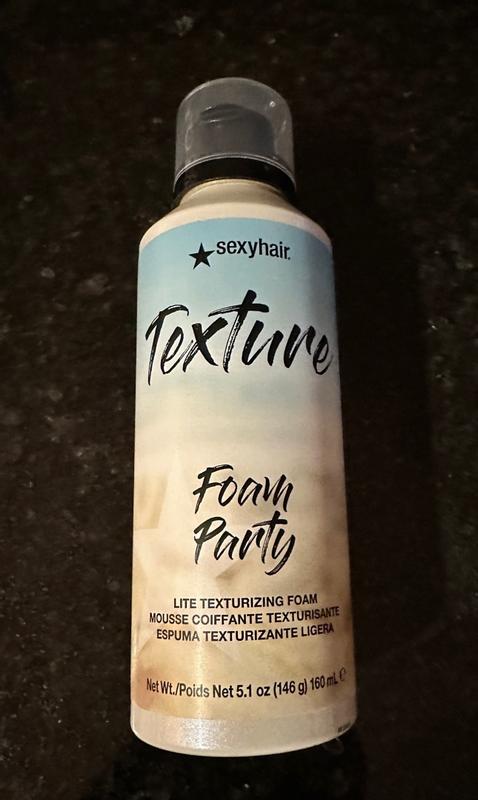 sexyhair.
Texture
Foam
Party
LITE TEXTURIZING FOAM
MOUSSE COIFFANTE TEXTURISANTE
ESPUMA TEXTURIZANTE LIGERA
Net Wt./Poids Net 5.1 oz (146 g) 160 mL ℮